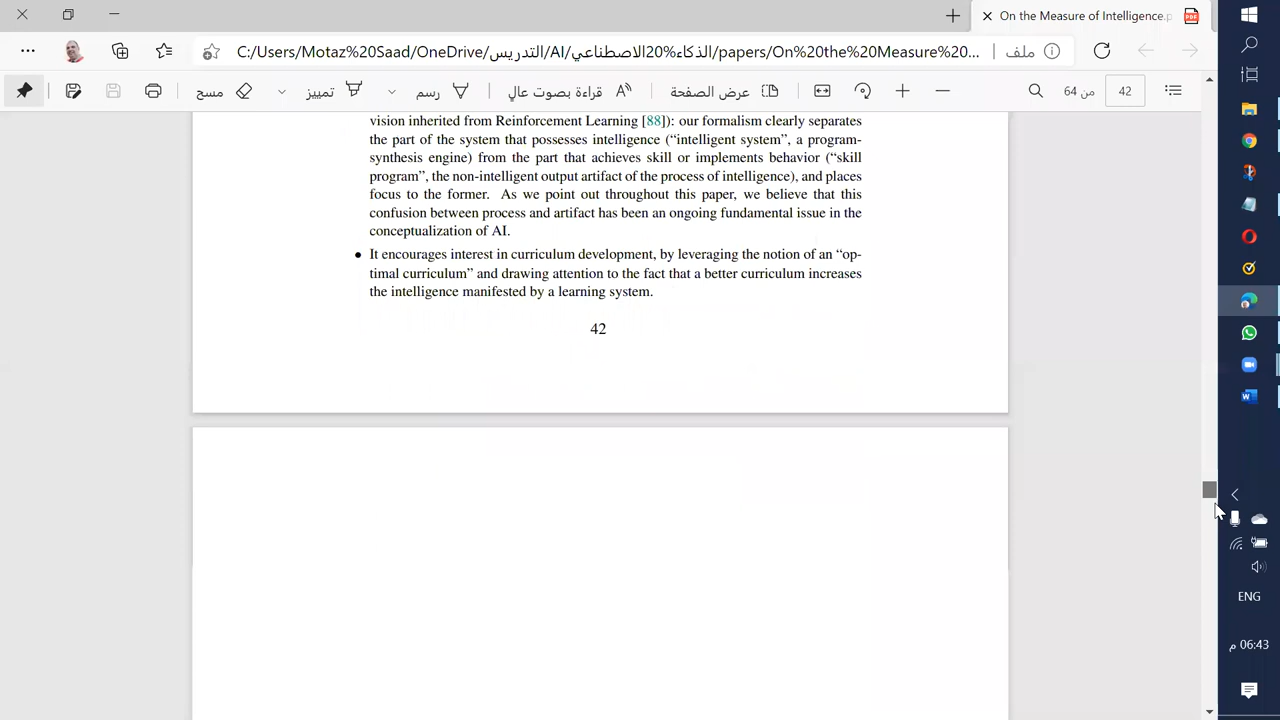 On the Measure of Intelligence.p
ملف
C:/Users/Motaz%20Saad/OneDrive/التدريس/AI/الذكاء%20الاصطناعي/papers/On%20the%20Measure%20...
42
من 64
عرض الصفحة
قراءة بصوت عالٍ
رسم
تمييز
مسح
vision inherited from Reinforcement Learning [88]): our formalism clearly separates
the part of the system that possesses intelligence (“intelligent system”, a program-
synthesis engine) from the part that achieves skill or implements behavior (“skill
program”, the non-intelligent output artifact of the process of intelligence), and places
focus to the former. As we point out throughout this paper, we believe that this
confusion between process and artifact has been an ongoing fundamental issue in the
conceptualization of AI.
• It encourages interest in curriculum development, by leveraging the notion of an “op-
timal curriculum” and drawing attention to the fact that a better curriculum increases
the intelligence manifested by a learning system.
42
ENG
06:43 م